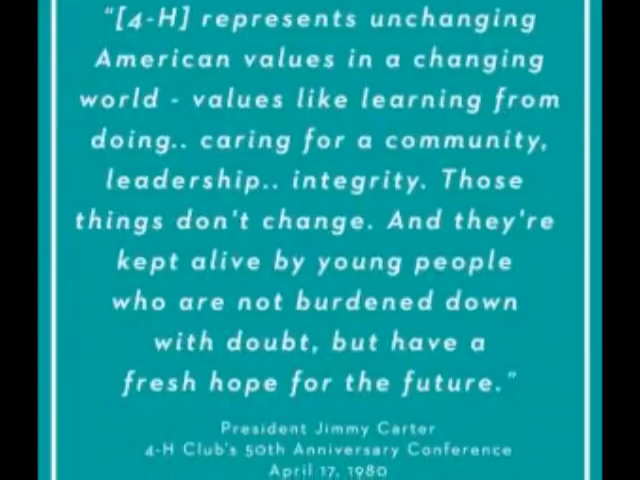 "[4-H] represents unchanging
American values in a changing
world - values like learning from
doing.. caring for a community,
leadership.. integrity. Those
things don't change. And they're
kept alive by young people
who are not burdened down
with doubt, but have a
fresh hope for the future."
President Jimmy Carter
4-H Club's 50th Anniversary Conference
April 17, 1980